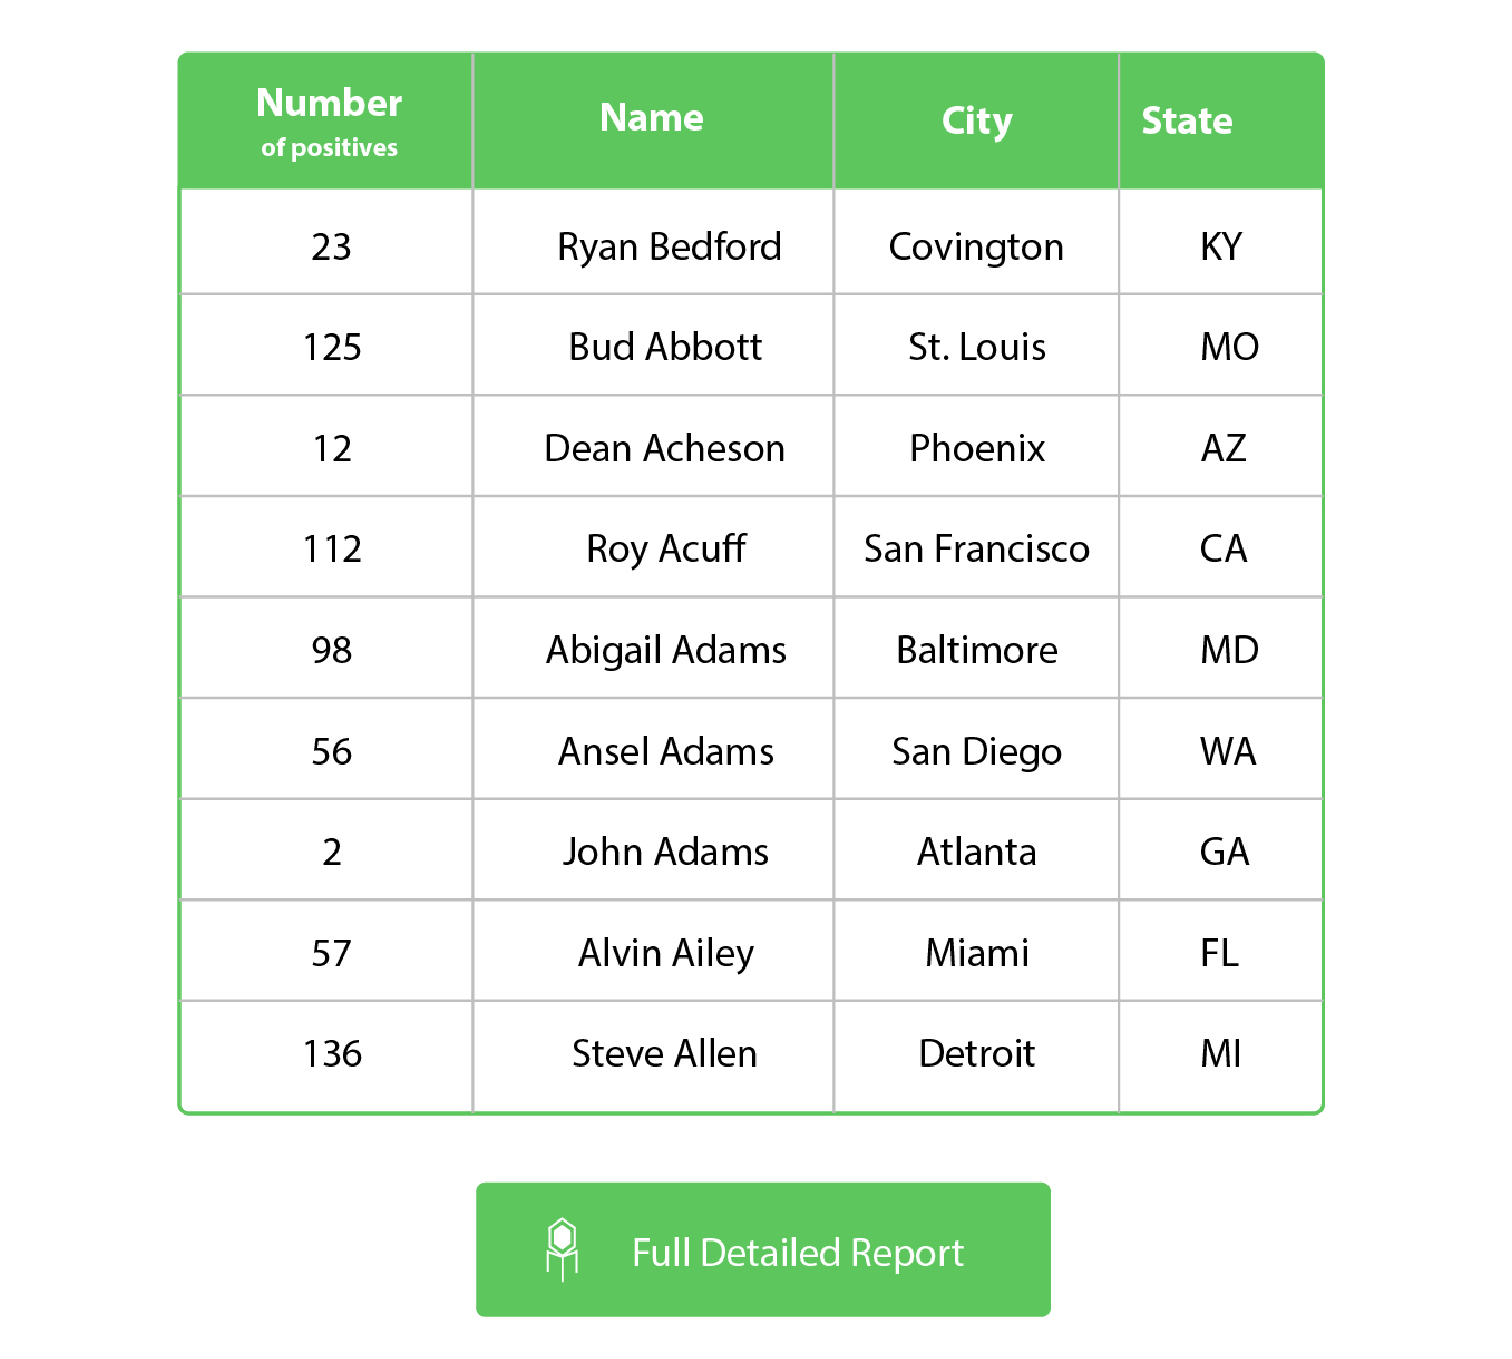 Number
of positives
Name
City
State
23 Ryan Bedford Covington KY
125 Bud Abbott St. Louis MO
12 Dean Acheson Phoenix AZ
112 Roy Acuff San Francisco CA
98 Abigail Adams Baltimore MD
56 Ansel Adams San Diego WA
2 John Adams Atlanta GA
57 Alvin Ailey Miami FL
136 Steve Allen Detroit MI
Full Detailed Report